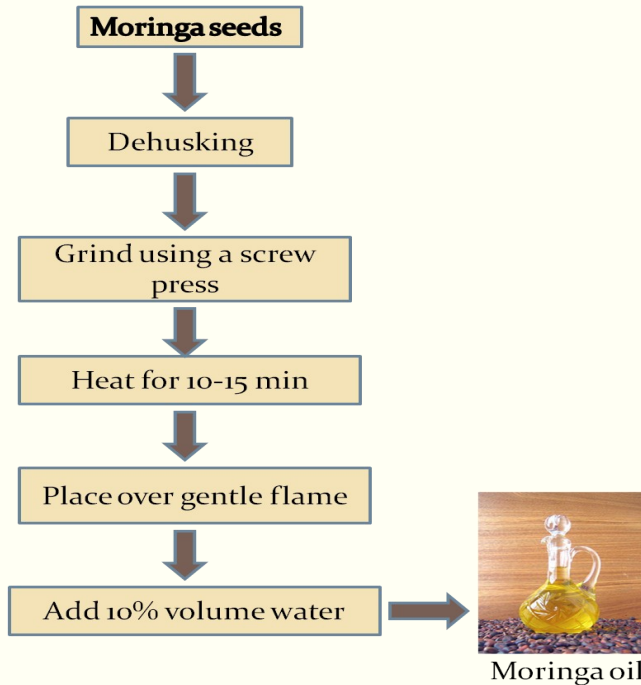 Moringa seeds
Dehusking
Grind using a screw
press
Heat for 10-15 min
Place over gentle flame
Add 10% volume water
Moringa oil